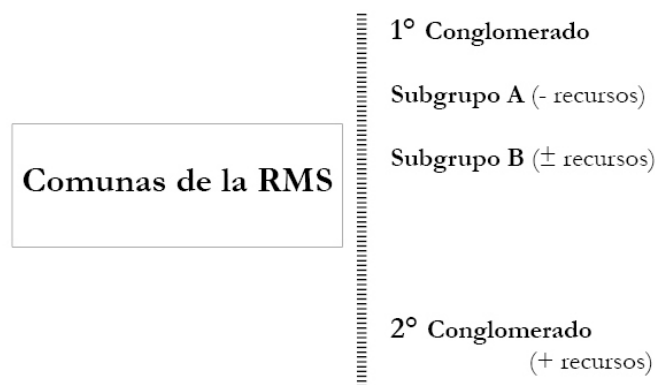 Comunas de la RMS
1° Conglomerado
Subgrupo A (- recursos)
Subgrupo B (± recursos)
2° Conglomerado
(+ recursos)